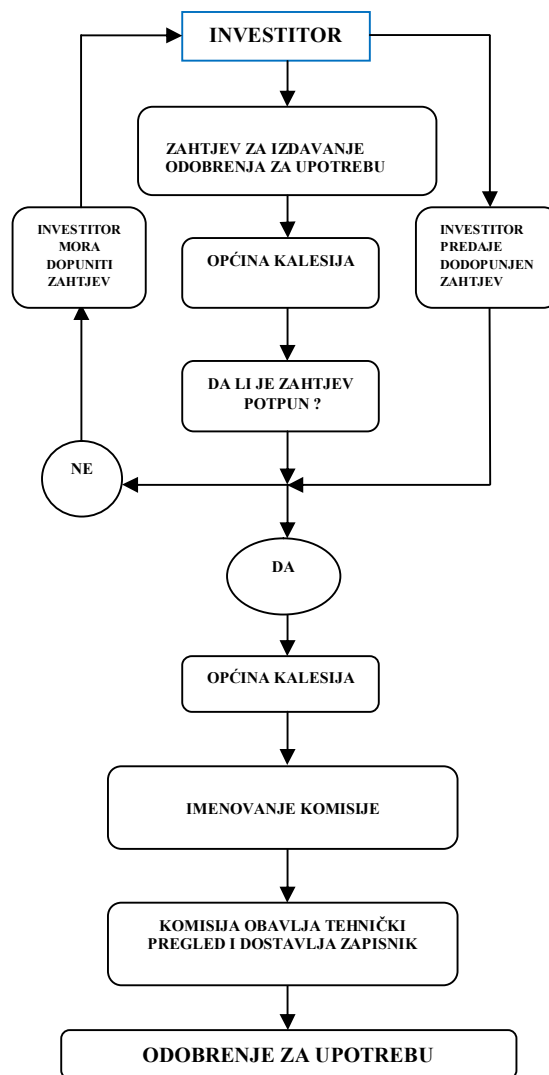 INVESTITOR
ZAHTJEV ZA IZDAVANJE
ODOBRENJA ZA UPOTREBU
INVESTITOR
MORA
DOPUNITI
ZAHTJEV
OPĆINA KALESIJA
INVESTITOR
PREDAJE
DODOPUNJEN
ZAHTJEV
DA LI JE ZAHTJEV
POTPUN ?
NE
DA
OPĆINA KALESIJA
IMENOVANJE KOMISIJE
KOMISIJA OBAVLJA TEHNIČKI
PREGLED I DOSTAVLJA ZAPISNIK
ODOBRENJE ZA UPOTREBU